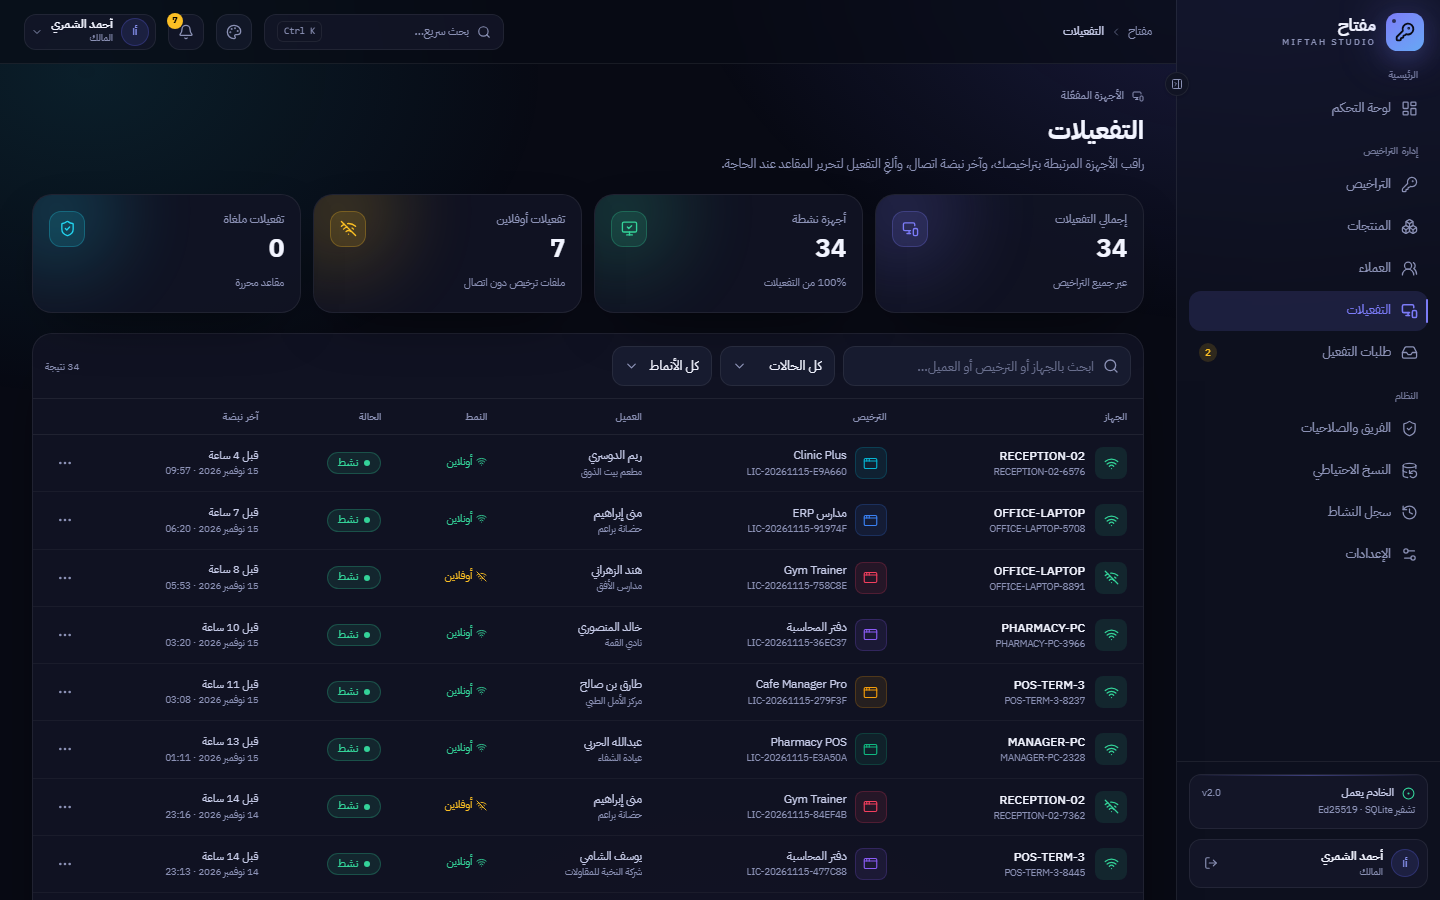 مفتاح
MIFTAH STUDIO
الرئيسية
لوحة التحكم
إدارة التراخيص
التراخيص
المنتجات
العملاء
التفعيلات
طلبات التفعيل 2
النظام
الفريق والصلاحيات
النسخ الاحتياطي
سجل النشاط
الإعدادات
الخادم يعمل v2.0
تشفير Ed25519 · SQLite
أا أحمد الشمري
المالك
مفتاح التفعيلات
بحث سريع... Ctrl K
7
أا أحمد الشمري
المالك
الأجهزة المفعّلة
التفعيلات
راقب الأجهزة المرتبطة بتراخيصك، وآخر نبضة اتصال، وألغِ التفعيل لتحرير المقاعد عند الحاجة.
إجمالي التفعيلات
34
عبر جميع التراخيص
أجهزة نشطة
34
100% من التفعيلات
تفعيلات أوفلاين
7
ملفات ترخيص دون اتصال
تفعيلات ملغاة
0
مقاعد محررة
ابحث بالجهاز أو الترخيص أو العميل... كل الحالات كل الأنماط 34 نتيجة
الجهاز الترخيص العميل النمط الحالة آخر نبضة
RECEPTION-02 Clinic Plus ريم الدوسري أونلاين نشط قبل 4 ساعة
RECEPTION-02-6576 LIC-20261115-E9A660 مطعم بيت الذوق 15 نوفمبر 2026 · 09:57
OFFICE-LAPTOP مدارس ERP منى إبراهيم أونلاين نشط قبل 7 ساعة
OFFICE-LAPTOP-5708 LIC-20261115-91974F حضانة براعم 15 نوفمبر 2026 · 06:20
OFFICE-LAPTOP Gym Trainer هند الزهراني أوفلاين نشط قبل 8 ساعة
OFFICE-LAPTOP-8891 LIC-20261115-758C8E مدارس الأفق 15 نوفمبر 2026 · 05:53
PHARMACY-PC دفتر المحاسبة خالد المنصوري أونلاين نشط قبل 10 ساعة
PHARMACY-PC-3966 LIC-20261115-36EC37 نادي القمة 15 نوفمبر 2026 · 03:20
POS-TERM-3 Cafe Manager Pro طارق بن صالح أونلاين نشط قبل 11 ساعة
POS-TERM-3-8237 LIC-20261115-279F3F مركز الأمل الطبي 15 نوفمبر 2026 · 03:08
MANAGER-PC Pharmacy POS عبدالله الحربي أونلاين نشط قبل 13 ساعة
MANAGER-PC-2328 LIC-20261115-E3A50A عيادة الشفاء 15 نوفمبر 2026 · 01:11
RECEPTION-02 Gym Trainer منى إبراهيم أوفلاين نشط قبل 14 ساعة
RECEPTION-02-7362 LIC-20261115-84EF4B حضانة براعم 14 نوفمبر 2026 · 23:16
POS-TERM-3 دفتر المحاسبة يوسف الشامي أونلاين نشط قبل 14 ساعة
POS-TERM-3-8445 LIC-20261115-477C88 شركة النخبة للمقاولات 14 نوفمبر 2026 · 23:13